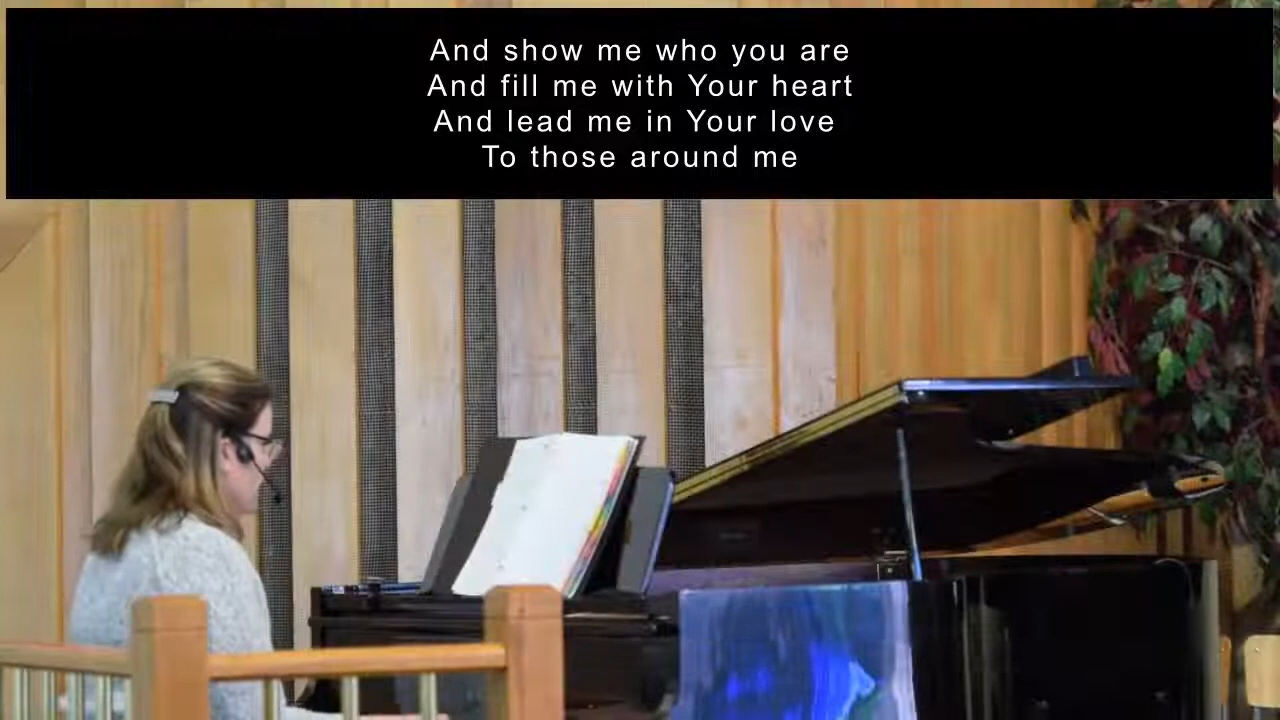 And show me who you are
And fill me with Your heart
And lead me in Your love
To those around me